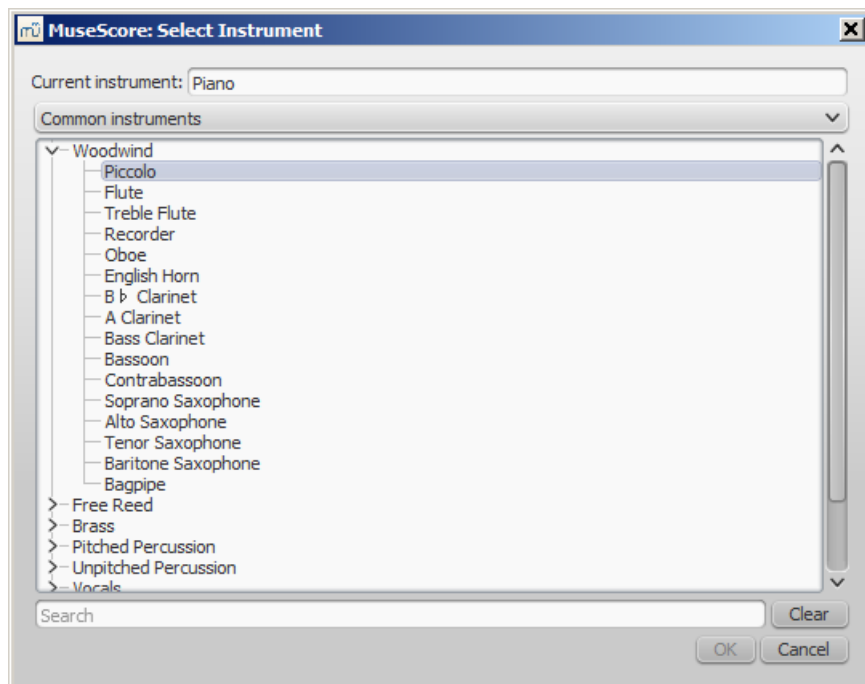 mü MuseScore: Select Instrument
Current instrument: Piano
Common instruments
Woodwind
Piccolo
Flute
Treble Flute
Recorder
Oboe
English Horn
B♭ Clarinet
A Clarinet
Bass Clarinet
Bassoon
Contrabassoon
Soprano Saxophone
Alto Saxophone
Tenor Saxophone
Baritone Saxophone
Bagpipe
Free Reed
Brass
Pitched Percussion
Unpitched Percussion
Vocals
Search Clear
OK Cancel